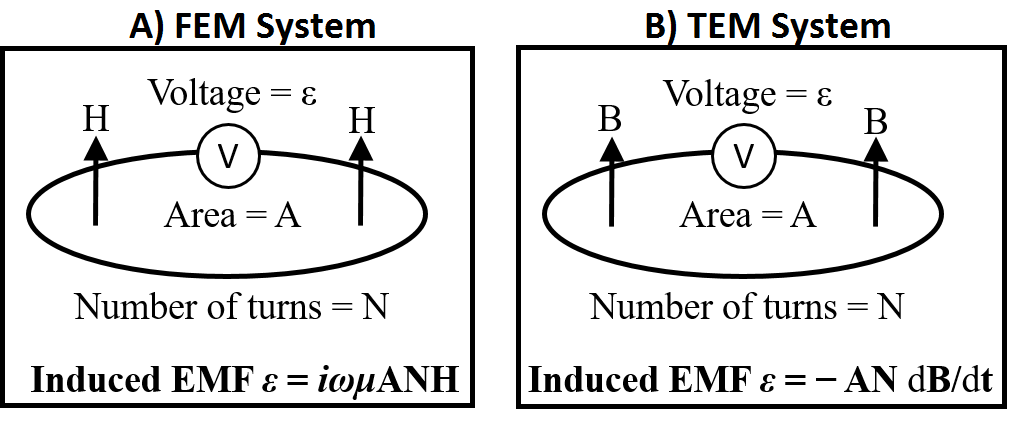 A) FEM System
Voltage = ε
H
H
V
Area = A
Number of turns = N
Induced EMF ε = iωμANH
B) TEM System
Voltage = ε
B
B
V
Area = A
Number of turns = N
Induced EMF ε = − AN dB/dt